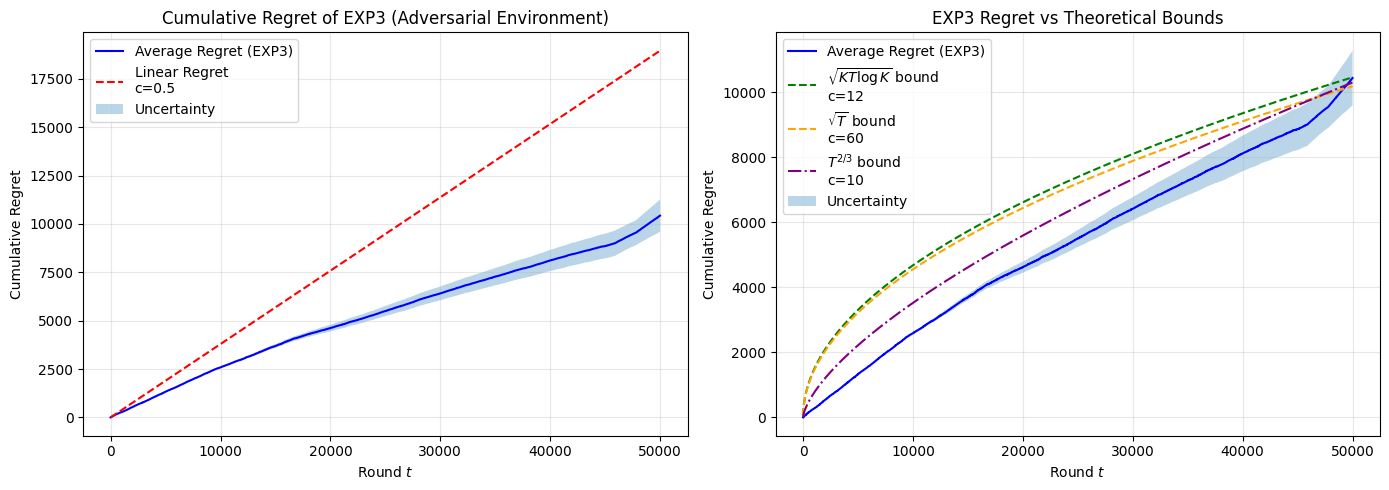 Cumulative Regret of EXP3 (Adversarial Environment)
Average Regret (EXP3)
Linear Regret
c=0.5
Uncertainty
Cumulative Regret
17500
15000
12500
10000
7500
5000
2500
0
0 10000 20000 30000 40000 50000
Round t
EXP3 Regret vs Theoretical Bounds
Average Regret (EXP3)
√KT log K bound
c=12
√T bound
c=60
T^{2/3} bound
c=10
Uncertainty
Cumulative Regret
10000
8000
6000
4000
2000
0
0 10000 20000 30000 40000 50000
Round t